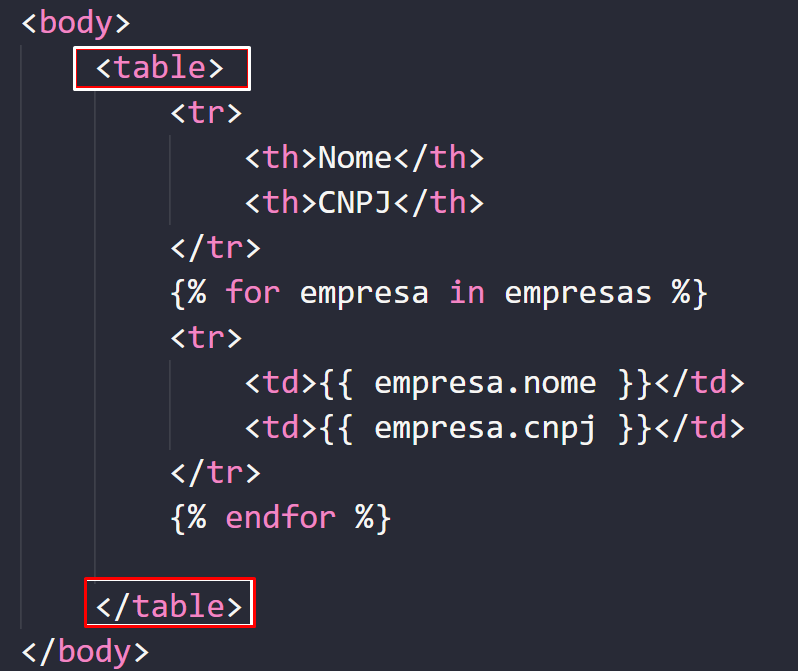 <body>
<table>
<tr>
<th>Nome</th>
<th>CNPJ</th>
</tr>
{% for empresa in empresas %}
<tr>
<td>{{ empresa.nome }}</td>
<td>{{ empresa.cnpj }}</td>
</tr>
{% endfor %}
</table>
</body>